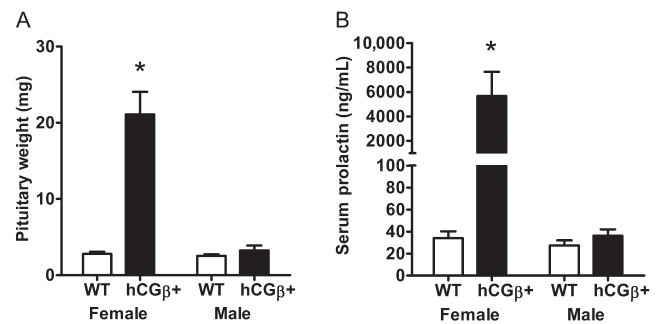 A
Pituitary weight (mg)
30
20
10
0
*
WT hCGβ+ WT hCGβ+
Female Male
B
Serum prolactin (ng/mL)
10,000
8000
6000
4000
2000
100
80
60
40
20
0
*
WT hCGβ+ WT hCGβ+
Female Male